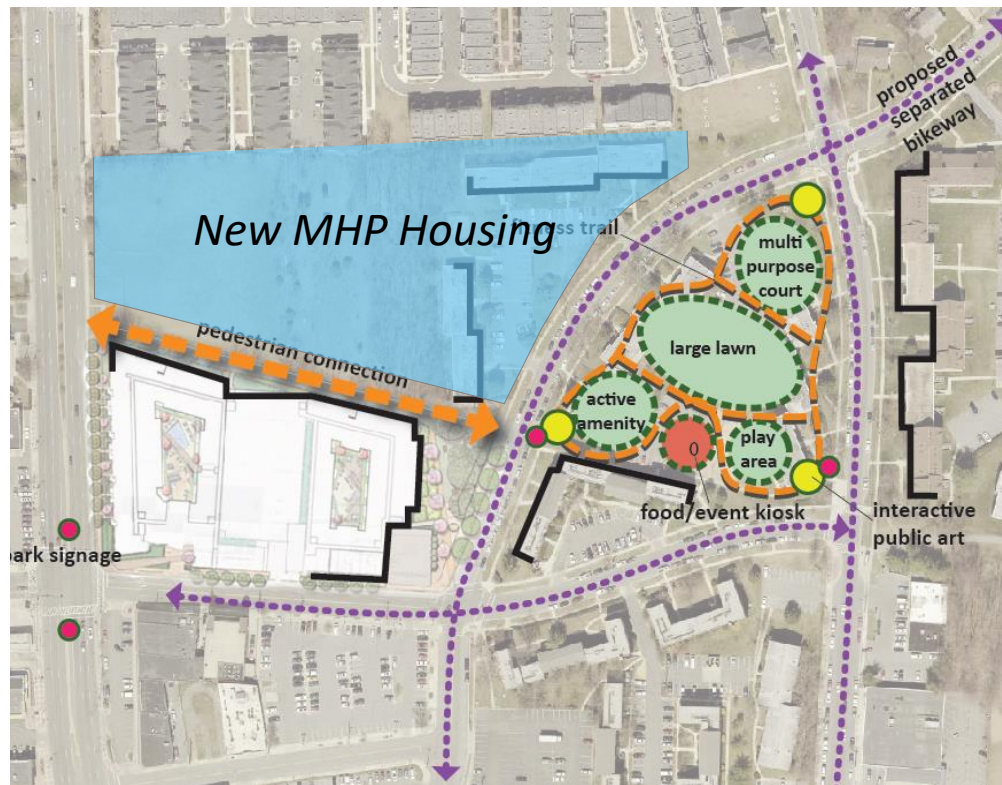 proposed
separated
bikeway
New MHP Housing
fitness trail
multi
purpose
court
pedestrian connection
large lawn
active
amenity
play
area
0
food/event kiosk
interactive
public art
park signage